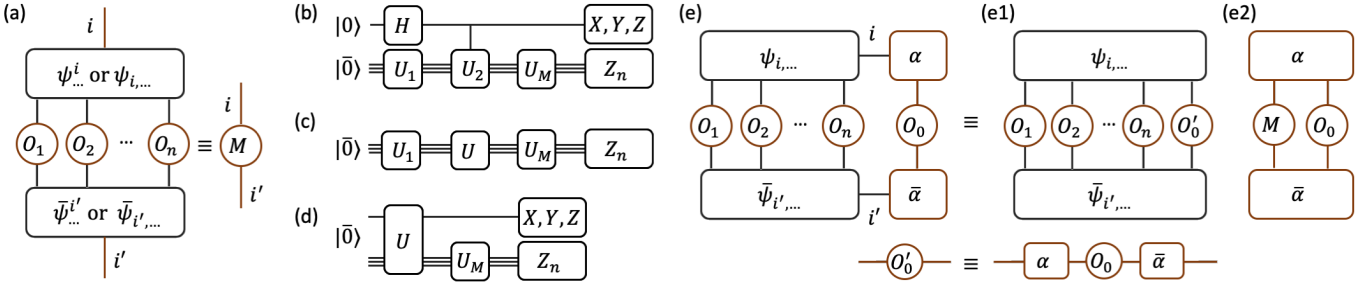 (a)
i
ψ^i_{...} or ψ_{i,...}
O_1 O_2 ... O_n ≡ M
i
i'
ψ̄^{i'}_{...} or ψ̄_{i',...}
i'
(b)
|0⟩ H X, Y, Z
|0̄⟩ U_1 U_2 U_M Z_n
(c)
|0̄⟩ U_1 U U_M Z_n
(d)
|0̄⟩ U X, Y, Z
U_M Z_n
(e)
ψ_{i,...} i α
O_1 O_2 ... O_n O_0 ≡
ψ̄_{i',...} i' ᾱ
(e1)
ψ_{i,...}
O_1 O_2 ... O_n O'_0
ψ̄_{i',...}
(e2)
α
M O_0
ᾱ
O'_0 ≡ α O_0 ᾱ